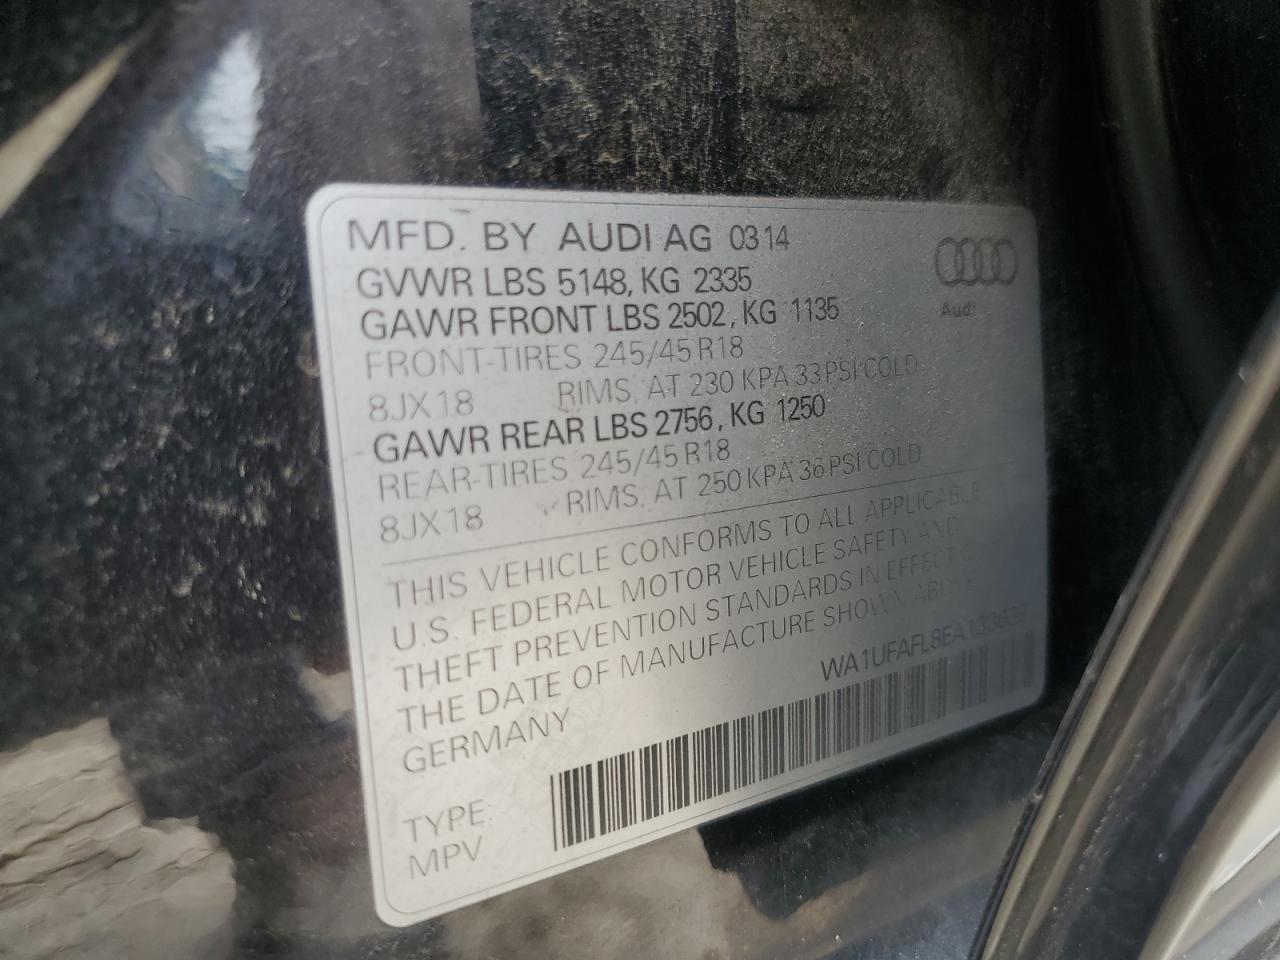 MFD. BY AUDI AG 0314
GVWR LBS 5148, KG 2335
GAWR FRONT LBS 2502, KG 1135
FRONT-TIRES 245/45 R18
8JX18 RIMS, AT 230 KPA 33 PSI COLD
GAWR REAR LBS 2756, KG 1250
REAR-TIRES 245/45 R18
8JX18 RIMS, AT 250 KPA 36 PSI COLD
Audi
THIS VEHICLE CONFORMS TO ALL APPLICABLE
U.S. FEDERAL MOTOR VEHICLE SAFETY AND
THEFT PREVENTION STANDARDS IN EFFECT
THE DATE OF MANUFACTURE SHOWN ABOVE
GERMANY
TYPE:
MPV